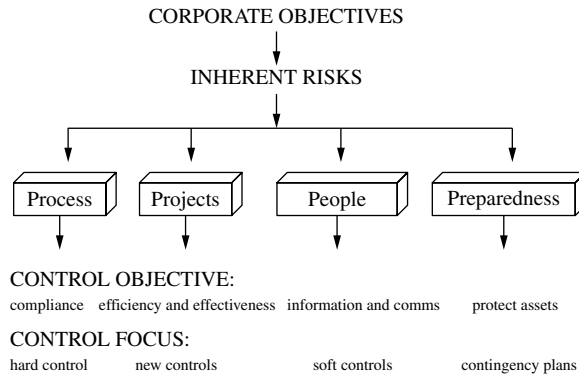 CORPORATE OBJECTIVES
INHERENT RISKS
Process Projects People Preparedness
CONTROL OBJECTIVE:
compliance efficiency and effectiveness information and comms protect assets
CONTROL FOCUS:
hard control new controls soft controls contingency plans